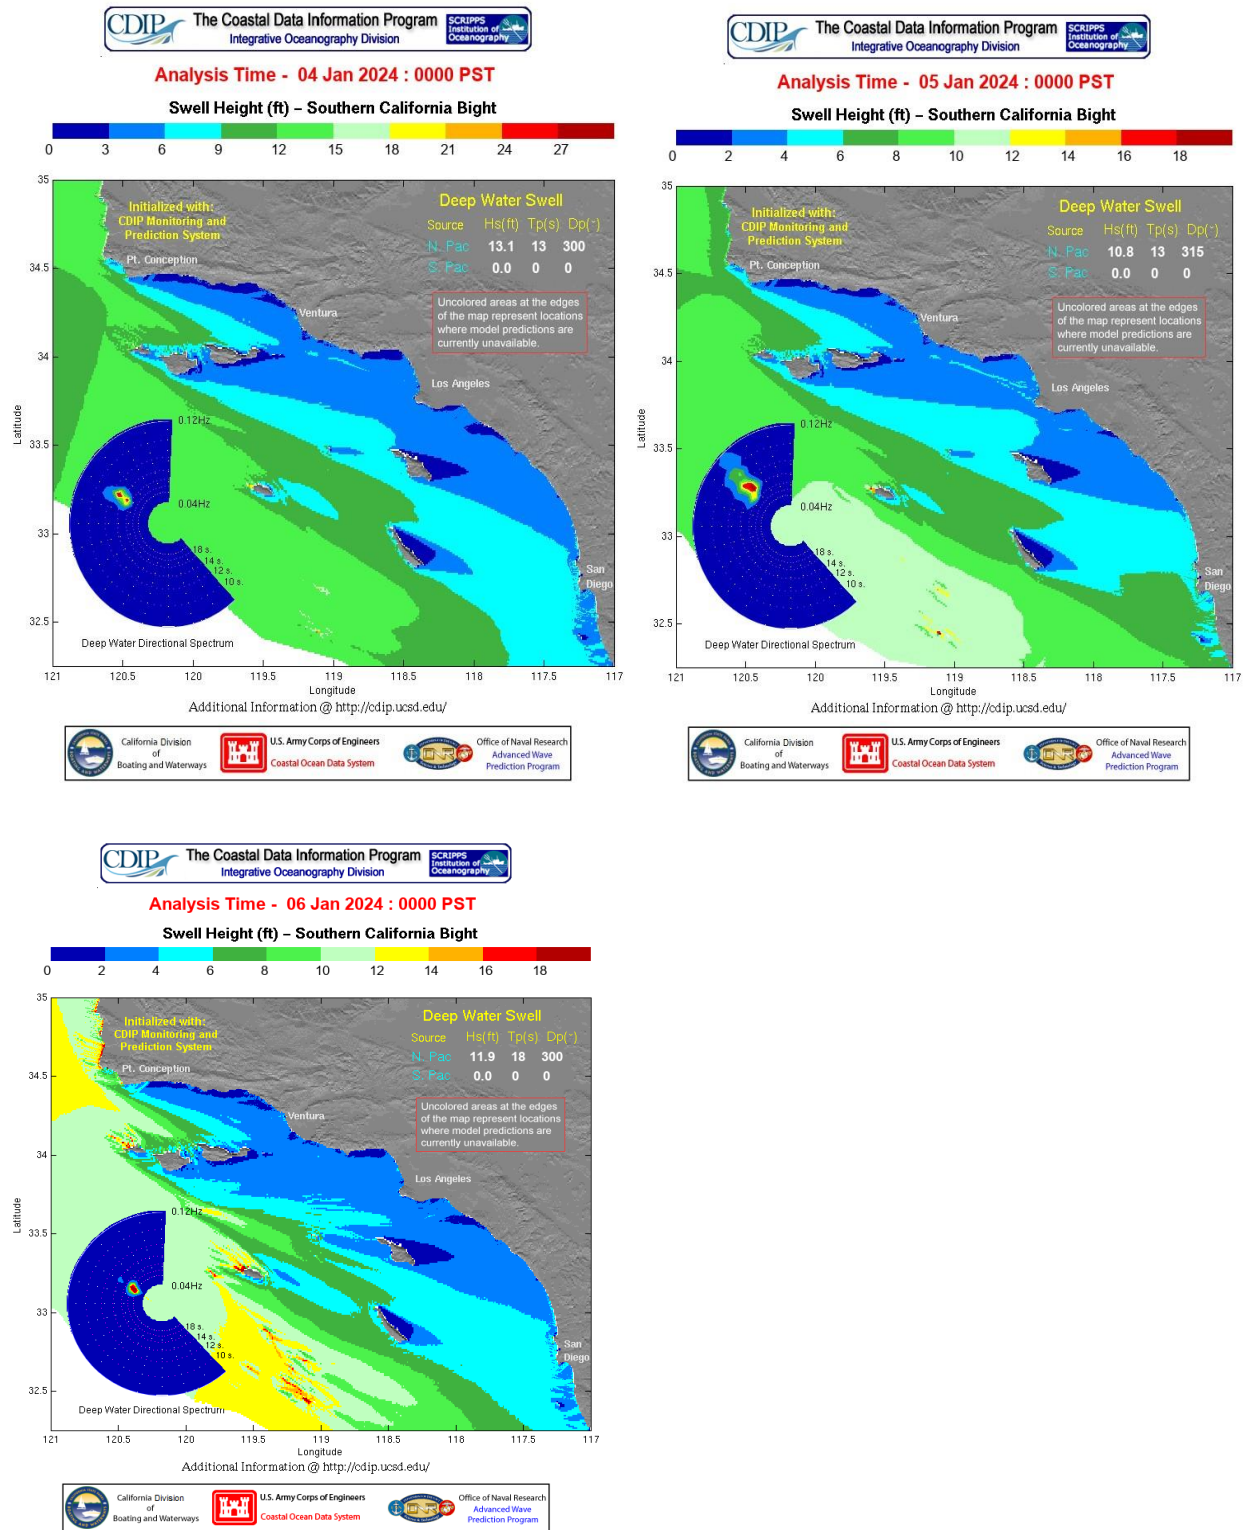 CDIP The Coastal Data Information Program SCRIPPS
Integrative Oceanography Division Institution of
Oceanography
Analysis Time - 04 Jan 2024 : 0000 PST
Swell Height (ft) – Southern California Bight
0 3 6 9 12 15 18 21 24 27
35
34.5
34
33.5
33
32.5
Latitude
Initialized with:
CDIP Monitoring and
Prediction System
Pt. Conception
Deep Water Swell
Source Hs(ft) Tp(s) Dp(°)
N. Pac 13.1 13 300
S. Pac 0.0 0 0
Uncolored areas at the edges
of the map represent locations
where model predictions are
currently unavailable.
Ventura
Los Angeles
San
Diego
0.12Hz
0.04Hz
18 s.
14 s.
12 s.
10 s.
Deep Water Directional Spectrum
121 120.5 120 119.5 119 118.5 118 117.5 117
Longitude
Additional Information @ http://cdip.ucsd.edu/
California Division
of
Boating and Waterways
U.S. Army Corps of Engineers
Coastal Ocean Data System
Office of Naval Research
Advanced Wave
Prediction Program
CDIP The Coastal Data Information Program SCRIPPS
Integrative Oceanography Division Institution of
Oceanography
Analysis Time - 05 Jan 2024 : 0000 PST
Swell Height (ft) – Southern California Bight
0 2 4 6 8 10 12 14 16 18
35
34.5
34
33.5
33
32.5
Latitude
Initialized with:
CDIP Monitoring and
Prediction System
Pt. Conception
Deep Water Swell
Source Hs(ft) Tp(s) Dp(°)
N. Pac 10.8 13 315
S. Pac 0.0 0 0
Uncolored areas at the edges
of the map represent locations
where model predictions are
currently unavailable.
Ventura
Los Angeles
San
Diego
0.12Hz
0.04Hz
18 s.
14 s.
12 s.
10 s.
Deep Water Directional Spectrum
121 120.5 120 119.5 119 118.5 118 117.5 117
Longitude
Additional Information @ http://cdip.ucsd.edu/
California Division
of
Boating and Waterways
U.S. Army Corps of Engineers
Coastal Ocean Data System
Office of Naval Research
Advanced Wave
Prediction Program
CDIP The Coastal Data Information Program SCRIPPS
Integrative Oceanography Division Institution of
Oceanography
Analysis Time - 06 Jan 2024 : 0000 PST
Swell Height (ft) – Southern California Bight
0 2 4 6 8 10 12 14 16 18
35
34.5
34
33.5
33
32.5
Latitude
Initialized with:
CDIP Monitoring and
Prediction System
Pt. Conception
Deep Water Swell
Source Hs(ft) Tp(s) Dp(°)
N. Pac 11.9 18 300
S. Pac 0.0 0 0
Uncolored areas at the edges
of the map represent locations
where model predictions are
currently unavailable.
Ventura
Los Angeles
San
Diego
0.12Hz
0.04Hz
18 s.
14 s.
12 s.
10 s.
Deep Water Directional Spectrum
121 120.5 120 119.5 119 118.5 118 117.5 117
Longitude
Additional Information @ http://cdip.ucsd.edu/
California Division
of
Boating and Waterways
U.S. Army Corps of Engineers
Coastal Ocean Data System
Office of Naval Research
Advanced Wave
Prediction Program